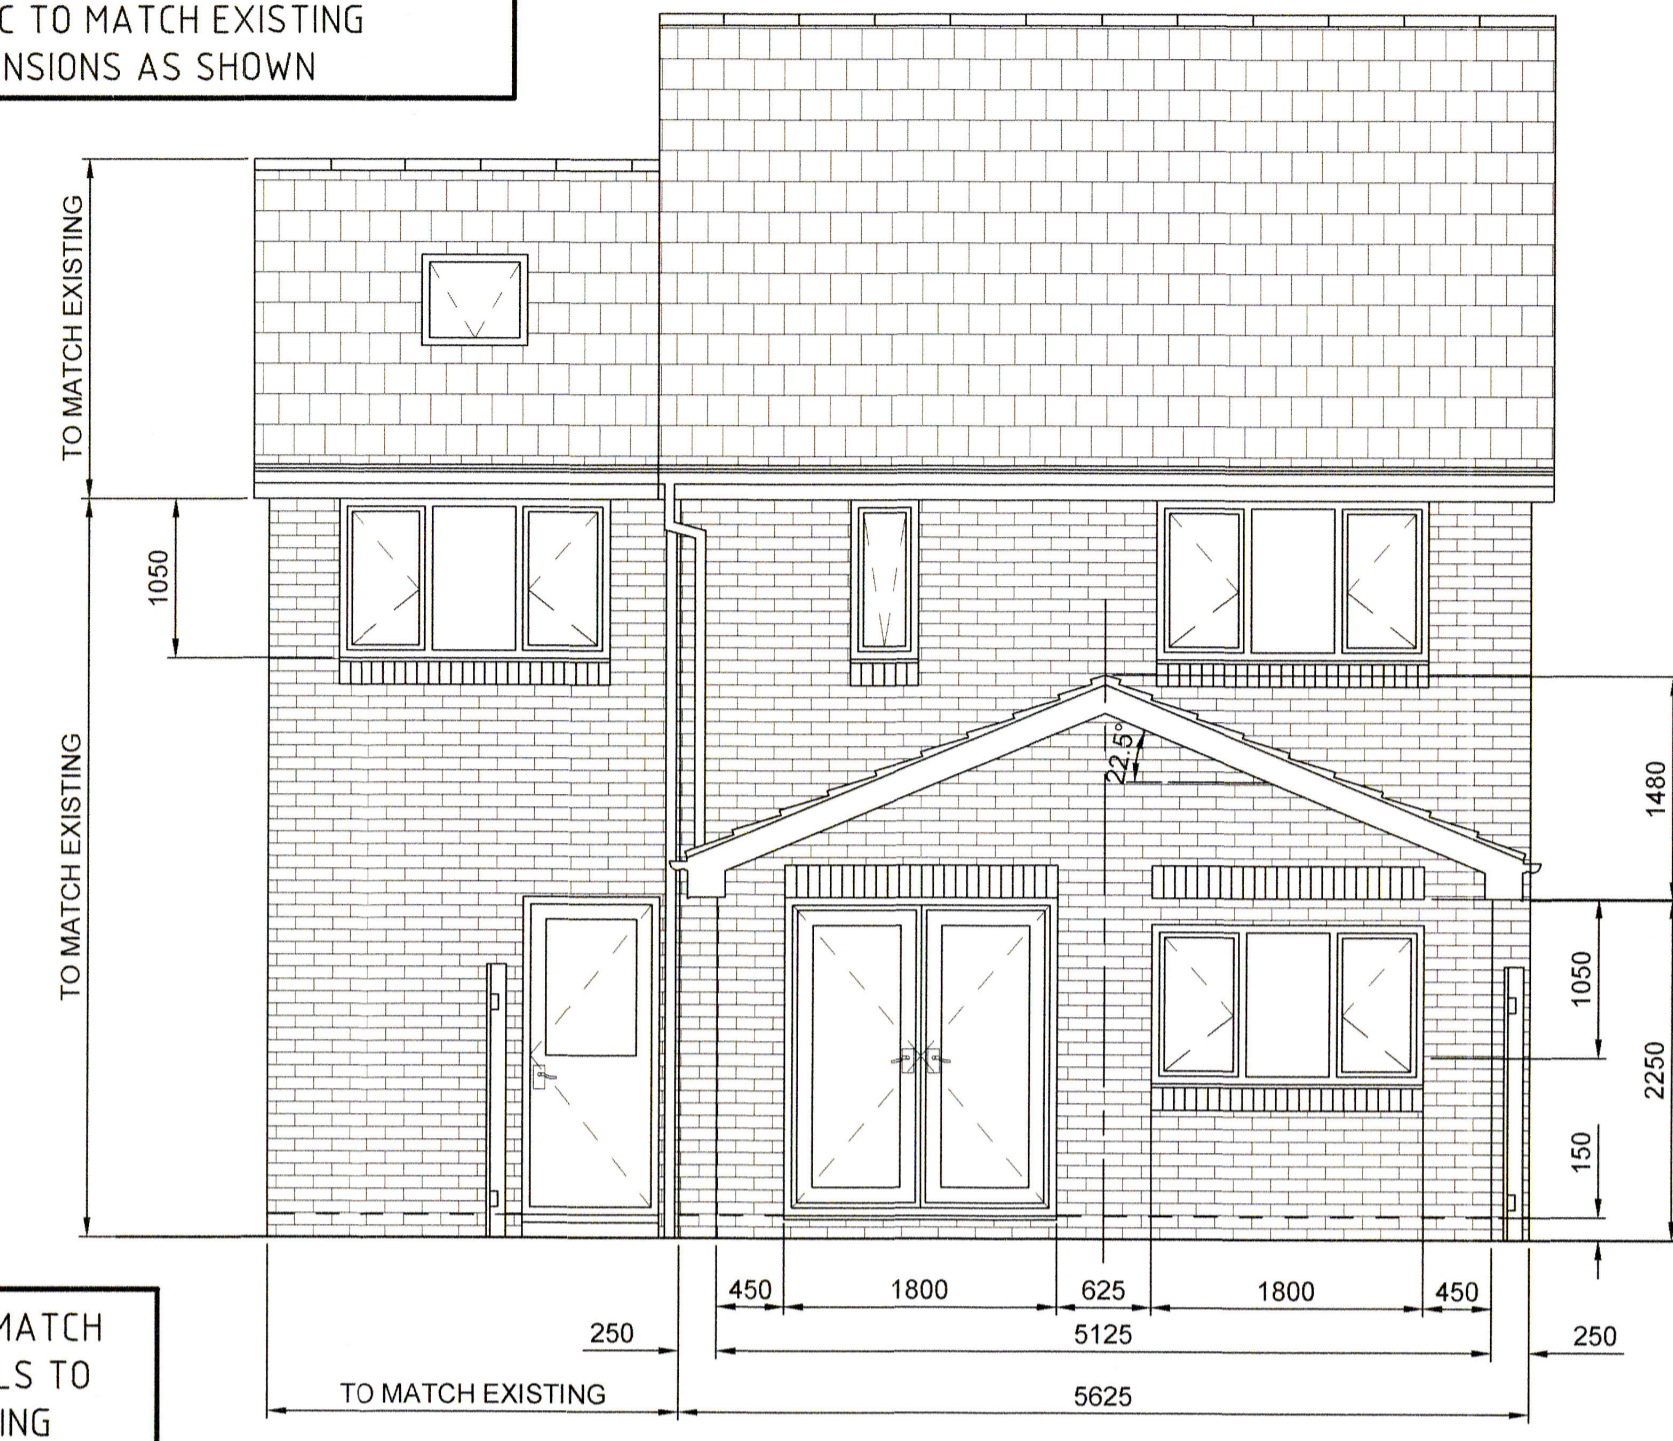 C TO MATCH EXISTING
NSIONS AS SHOWN
TO MATCH EXISTING
1050
TO MATCH EXISTING
22.5°
1480
1050
2250
150
450
1800
625
1800
450
250
5125
250
TO MATCH EXISTING
5625
MATCH
LS TO
ING